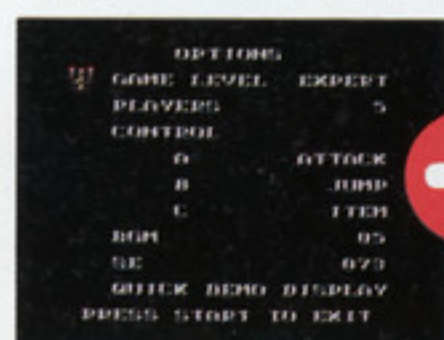 OPTIONS
GAME LEVEL EXPERT
PLAYERS 5
CONTROL
A ATTACK
B JUMP
C ITEM
BGM 05
SE 073
QUICK DEMO DISPLAY
PRESS START TO EXIT